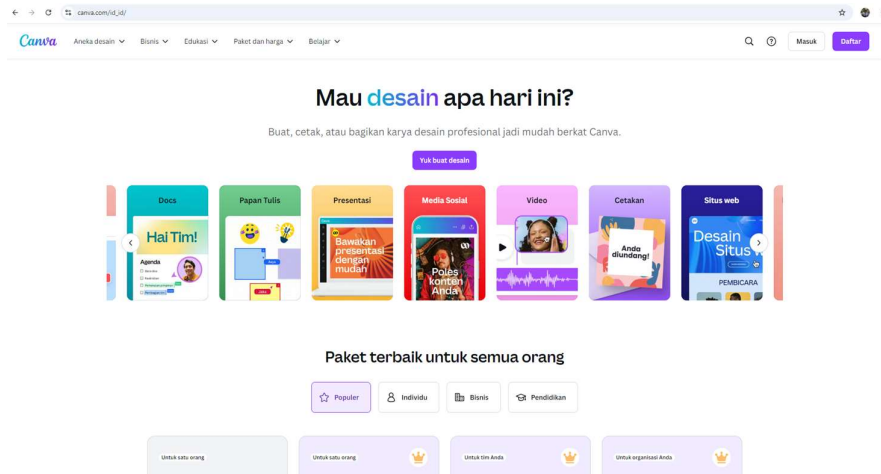 canva.com/id_id/
Canva Aneka desain Bisnis Edukasi Paket dan harga Belajar Masuk Daftar
Mau desain apa hari ini?
Buat, cetak, atau bagikan karya desain profesional jadi mudah berkat Canva.
Yuk buat desain
Docs
Hai Tim!
Agenda
Papan Tulis
Presentasi
Bawakan
presentasi
dengan
mudah
Media Sosial
Poles
konten
Anda
Video
Cetakan
Anda
diundang!
Situs web
Desain
Situs
PEMBICARA
Paket terbaik untuk semua orang
Populer Individu Bisnis Pendidikan
Untuk satu orang Untuk satu orang Untuk tim Anda Untuk organisasi Anda